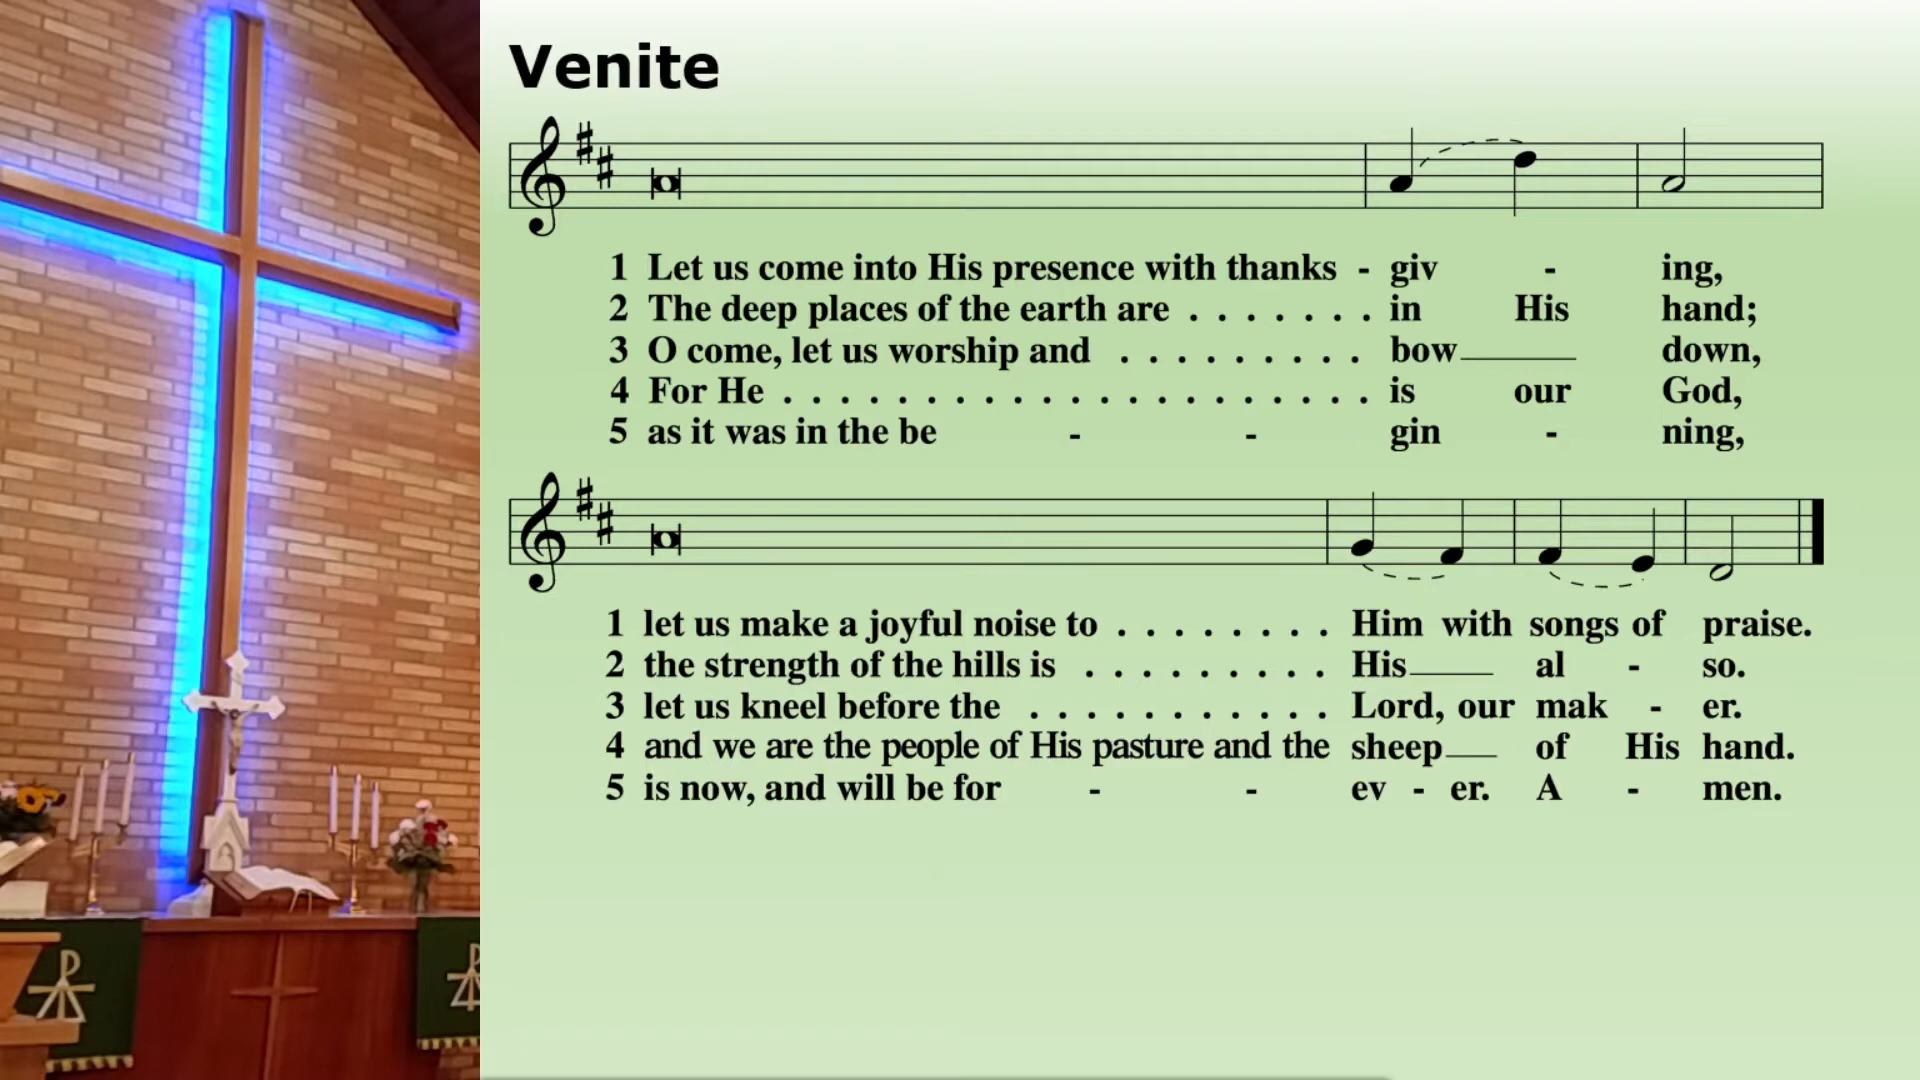 Venite
1 Let us come into His presence with thanks - giv - ing,
2 The deep places of the earth are . . . . . . . in His hand;
3 O come, let us worship and . . . . . . . . . bow____ down,
4 For He . . . . . . . . . . . . . . . . . . . . . is our God,
5 as it was in the be - - gin - ning,
1 let us make a joyful noise to . . . . . . . . Him with songs of praise.
2 the strength of the hills is . . . . . . . . . His____ al - so.
3 let us kneel before the . . . . . . . . . . . Lord, our mak - er.
4 and we are the people of His pasture and the sheep___ of His hand.
5 is now, and will be for - - ev - er. A - men.